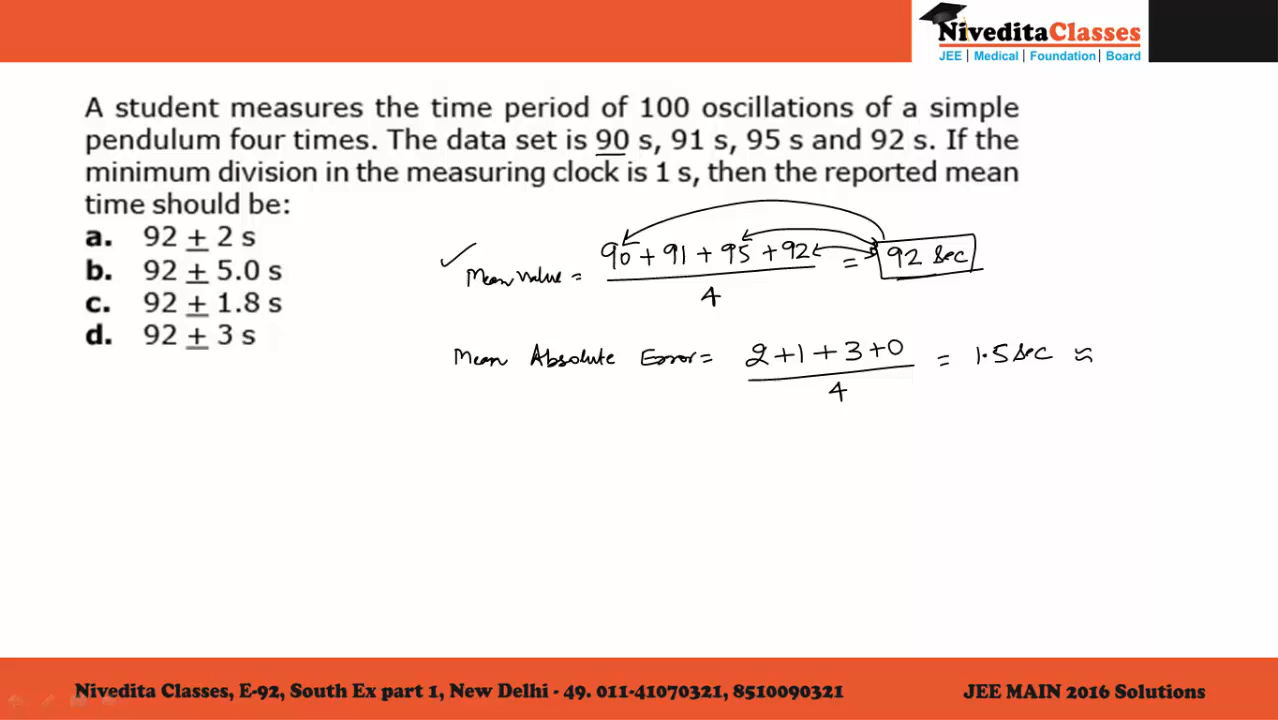 NiveditaClasses
JEE | Medical | Foundation | Board
A student measures the time period of 100 oscillations of a simple
pendulum four times. The data set is 90 s, 91 s, 95 s and 92 s. If the
minimum division in the measuring clock is 1 s, then the reported mean
time should be:
a. 92 ± 2 s
b. 92 ± 5.0 s
c. 92 ± 1.8 s
d. 92 ± 3 s
✓ Mean Value = (90 + 91 + 95 + 92) / 4 = 92 sec
Mean Absolute Error = (2+1+3+0) / 4 = 1.5 sec ≈
Nivedita Classes, E-92, South Ex part 1, New Delhi - 49. 011-41070321, 8510090321
JEE MAIN 2016 Solutions